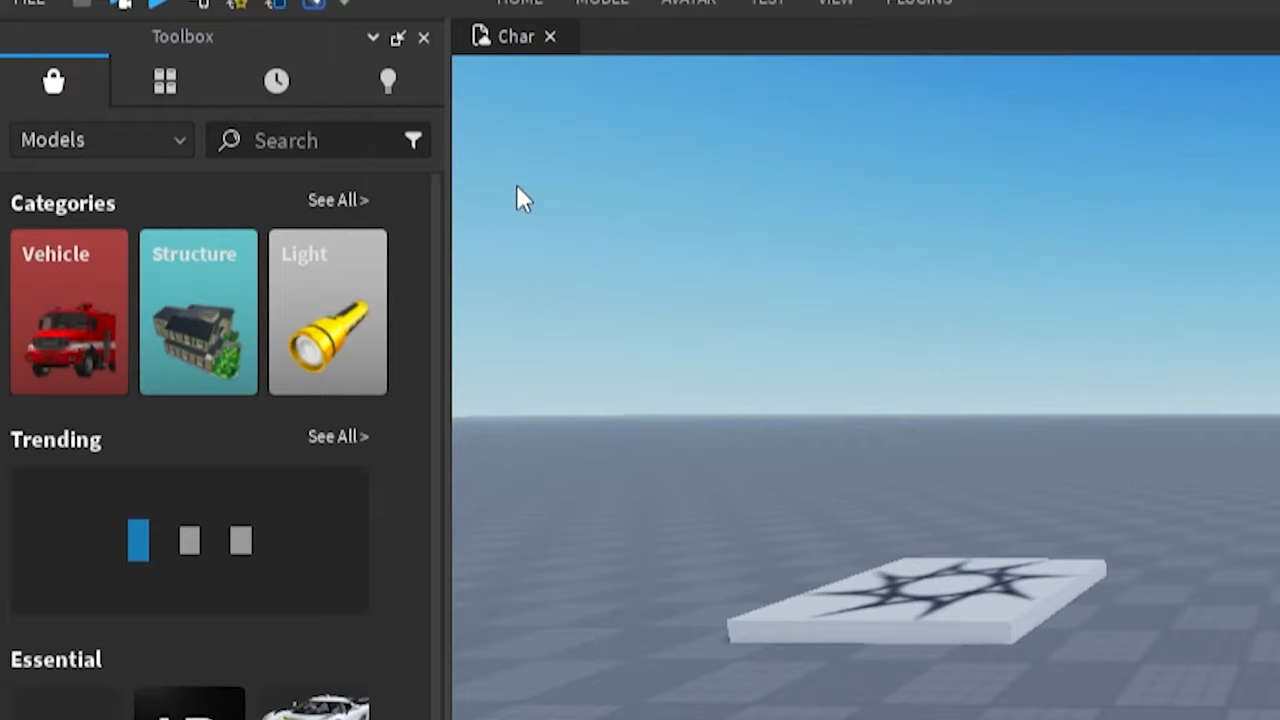 FILE
HOME MODEL AVATAR TEST VIEW PLUGINS
Toolbox
Char
Models
Search
Categories
See All >
Vehicle
Structure
Light
Trending
See All >
Essential